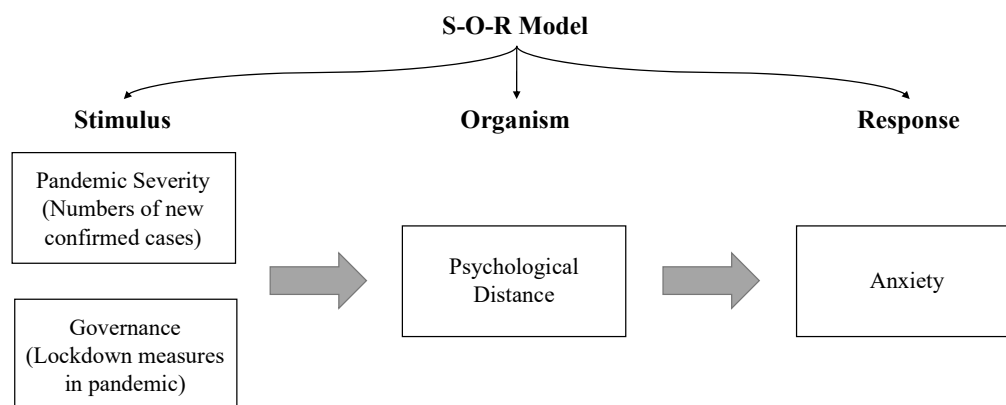 S-O-R Model
Stimulus
Organism
Response
Pandemic Severity
(Numbers of new
confirmed cases)
Psychological
Distance
Anxiety
Governance
(Lockdown measures
in pandemic)